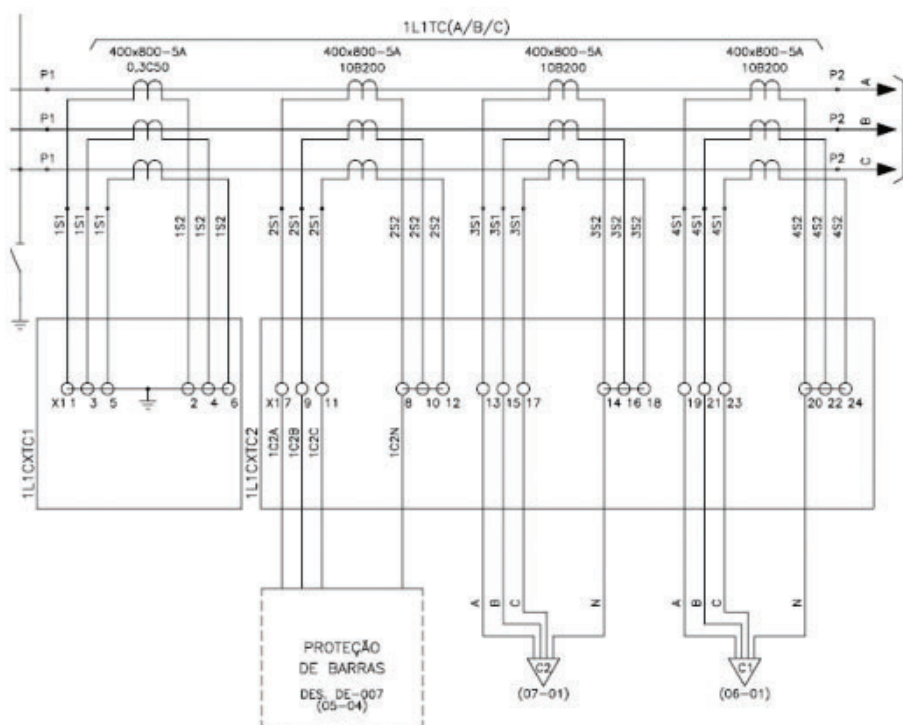 1L1TC(A/B/C)
400x800-5A 400x800-5A 400x800-5A 400x800-5A
0,3C50 10B200 10B200 10B200
P1 P2 A
P1 P2 B
P1 P2 C
1S1 1S1 1S1 1S2 1S2 1S2 2S1 2S1 2S1 2S2 2S2 2S2 3S1 3S1 3S1 3S2 3S2 3S2 4S1 4S1 4S1 4S2 4S2 4S2
X1 1 3 5 2 4 6 X1 7 9 11 8 10 12 13 15 17 14 16 18 19 21 23 20 22 24
1L1CXTC1
1L1CXTC2
1C2A 1C2B 1C2C 1C2N
A B C N A B C N
PROTEÇÃO
DE BARRAS
DES. DE-007
(05-04)
C2 C1
(07-01) (06-01)